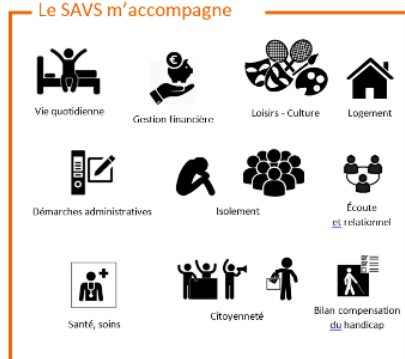 Le SAVS m'accompagne
Vie quotidienne
Gestion financière
Loisirs - Culture
Logement
Démarches administratives
Isolement
Écoute
et relationnel
Santé, soins
Citoyenneté
Bilan compensation
du handicap